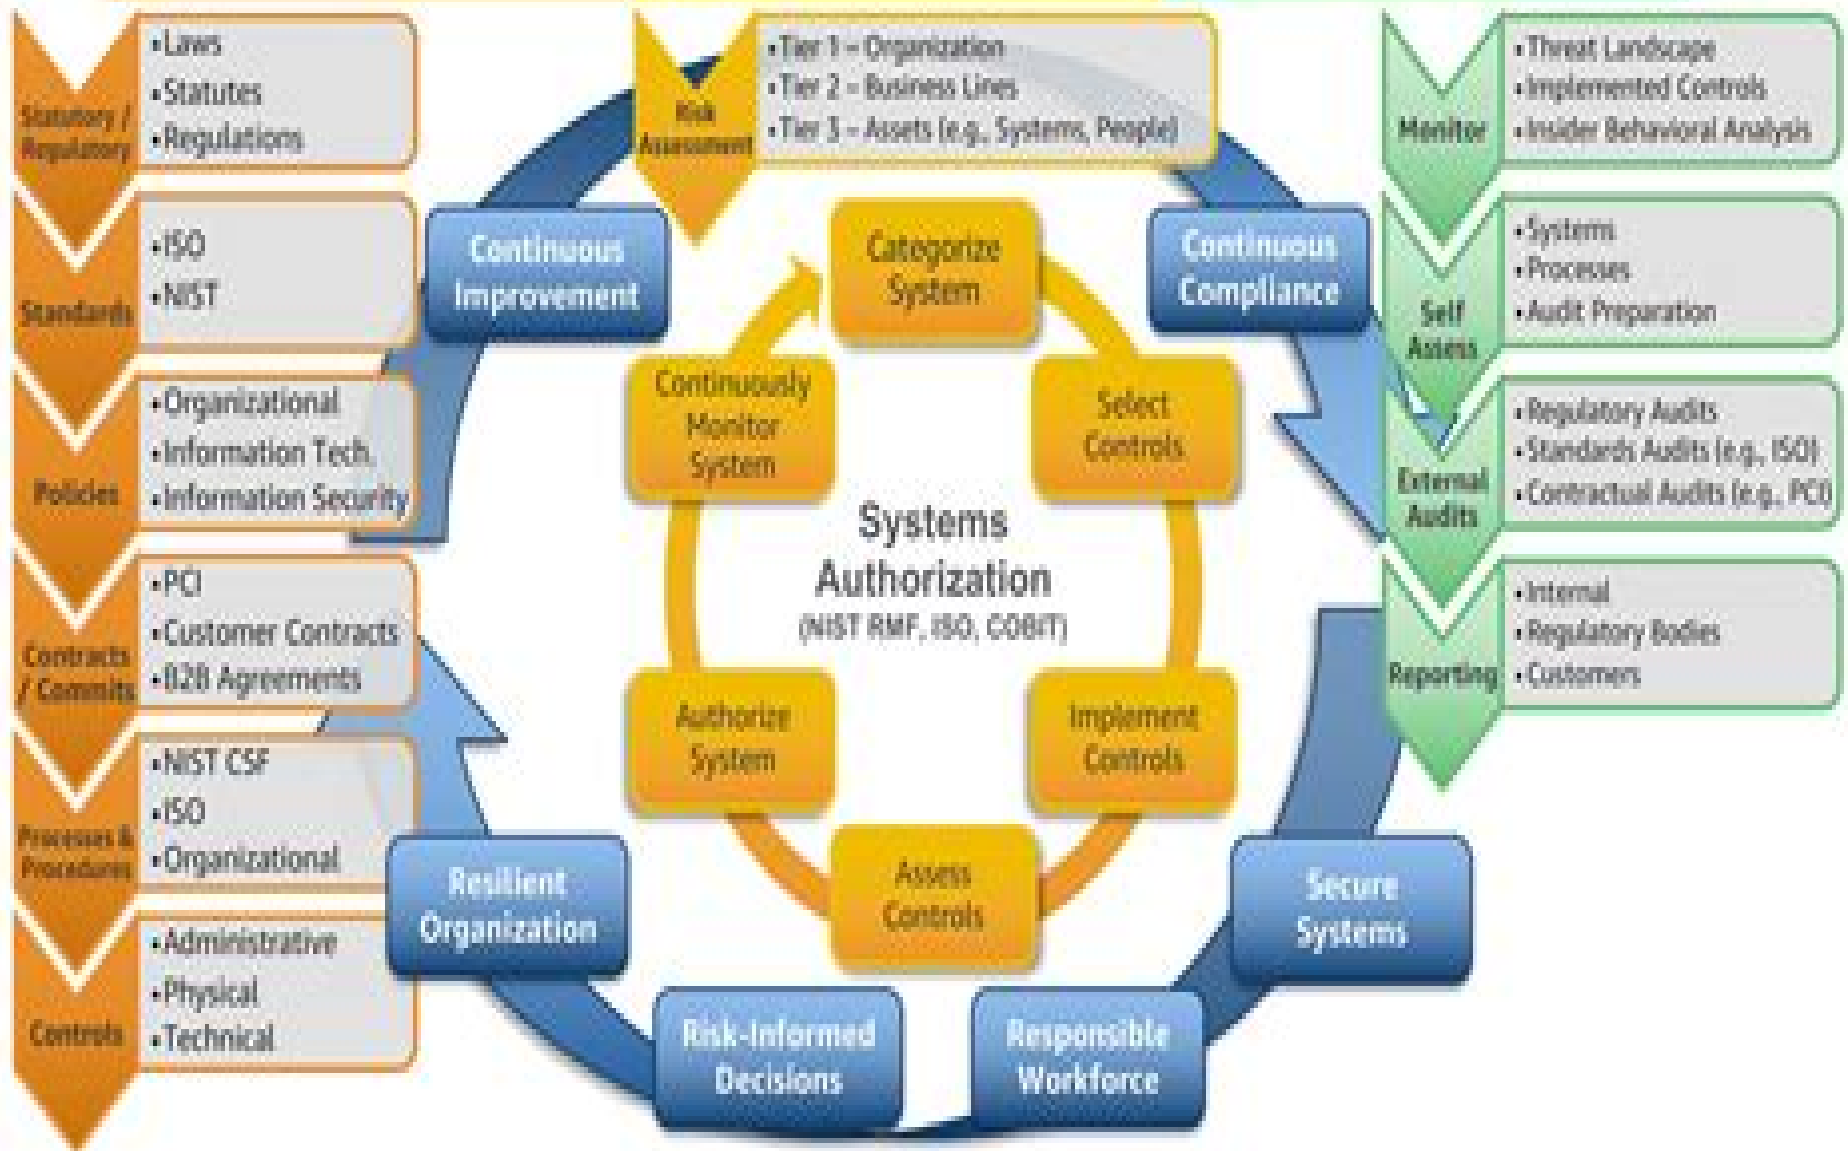 Statutory /
Regulatory
•Laws
•Statutes
•Regulations
Standards
•ISO
•NIST
Policies
•Organizational
•Information Tech.
•Information Security
Contracts
/ Commits
•PCI
•Customer Contracts
•B2B Agreements
Processes &
Procedures
•NIST CSF
•ISO
•Organizational
Controls
•Administrative
•Physical
•Technical
Risk
Assessment
•Tier 1 – Organization
•Tier 2 – Business Lines
•Tier 3 – Assets (e.g., Systems, People)
Continuous
Improvement
Continuous
Compliance
Secure
Systems
Responsible
Workforce
Risk-Informed
Decisions
Resilient
Organization
Categorize
System
Select
Controls
Implement
Controls
Assess
Controls
Authorize
System
Continuously
Monitor
System
Systems
Authorization
(NIST RMF, ISO, COBIT)
Monitor
•Threat Landscape
•Implemented Controls
•Insider Behavioral Analysis
Self
Assess
•Systems
•Processes
•Audit Preparation
External
Audits
•Regulatory Audits
•Standards Audits (e.g., ISO)
•Contractual Audits (e.g., PCI)
Reporting
•Internal
•Regulatory Bodies
•Customers